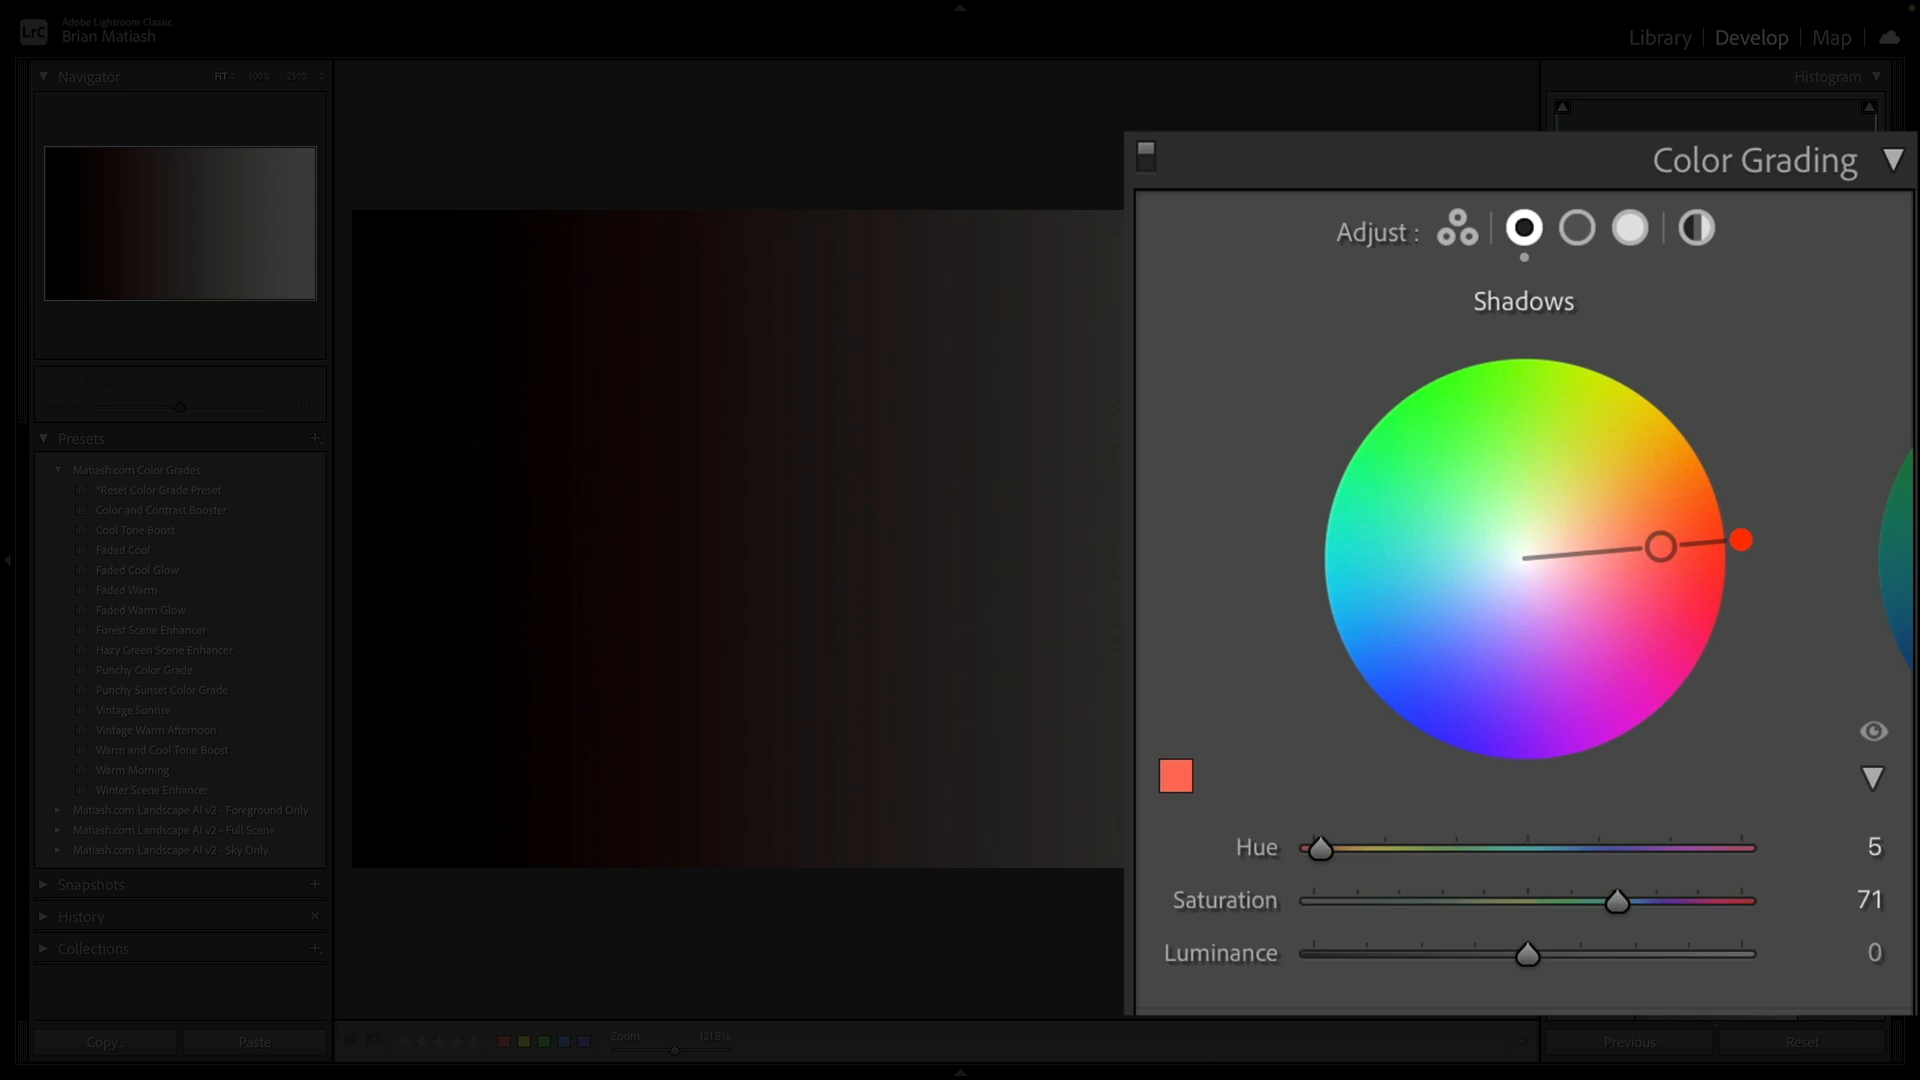 LrC
Adobe Lightroom Classic
Brian Matiash
Library
Develop
Map
Navigator
FIT
100%
250%
Histogram
Color Grading
Adjust :
Shadows
Presets
Matiash.com Color Grades
*Reset Color Grade Preset
Color and Contrast Booster
Cool Tone Boost
Faded Cool
Faded Cool Glow
Faded Warm
Faded Warm Glow
Forest Scene Enhancer
Hazy Green Scene Enhancer
Punchy Color Grade
Punchy Sunset Color Grade
Vintage Sunrise
Vintage Warm Afternoon
Warm and Cool Tone Boost
Warm Morning
Winter Scene Enhancer
Matiash.com Landscape AI v2 - Foreground Only
Matiash.com Landscape AI v2 - Full Scene
Matiash.com Landscape AI v2 - Sky Only
Hue
5
Saturation
71
Luminance
0
Snapshots
History
Collections
Copy...
Paste
Zoom
121.8%
Previous
Reset